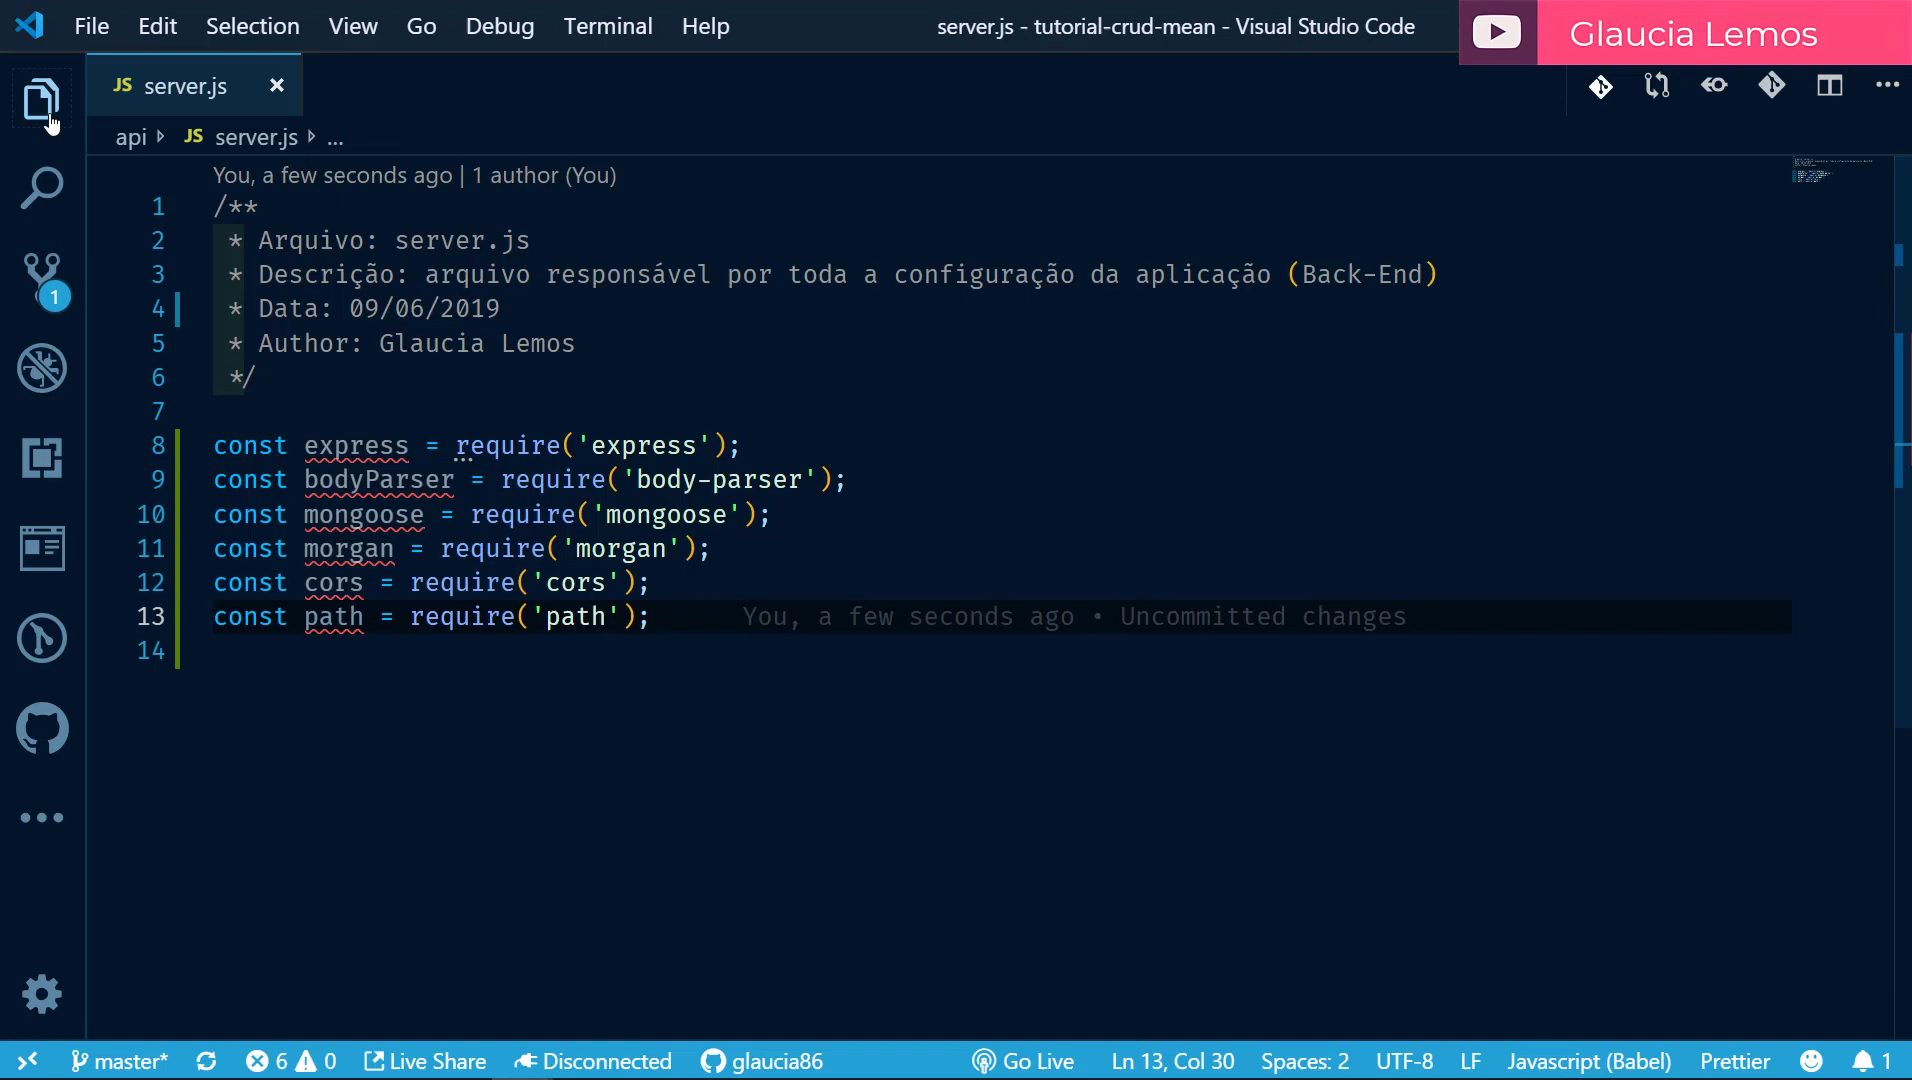 File Edit Selection View Go Debug Terminal Help
server.js - tutorial-crud-mean - Visual Studio Code
Glaucia Lemos
JS server.js ×
api JS server.js ...
You, a few seconds ago | 1 author (You)
1 /**
2 * Arquivo: server.js
3 * Descrição: arquivo responsável por toda a configuração da aplicação (Back-End)
4 * Data: 09/06/2019
5 * Author: Glaucia Lemos
6 */
7
8 const express = require('express');
9 const bodyParser = require('body-parser');
10 const mongoose = require('mongoose');
11 const morgan = require('morgan');
12 const cors = require('cors');
13 const path = require('path'); You, a few seconds ago • Uncommitted changes
14
1
master* 6 0 Live Share Disconnected glaucia86 Go Live Ln 13, Col 30 Spaces: 2 UTF-8 LF Javascript (Babel) Prettier 1